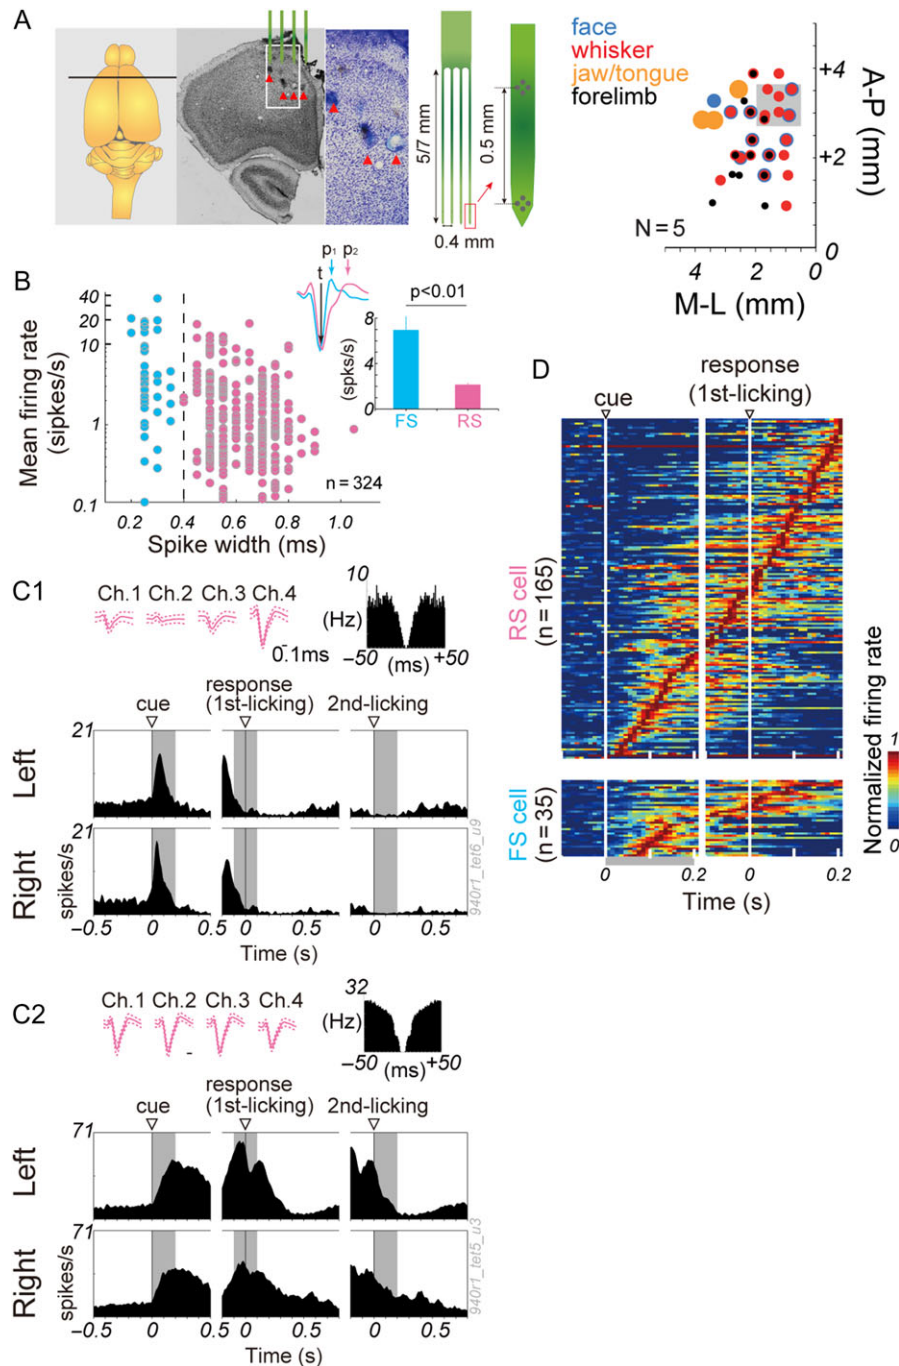 A
5/7 mm
0.4 mm
0.5 mm
face
whisker
jaw/tongue
forelimb
N = 5
+4
+2
0
A-P (mm)
5 4 2 0
M-L (mm)
B
Mean firing rate
(sipkes/s)
40
20
10
1
0.1
0.2 0.4 0.6 0.8 1.0
Spike width (ms)
n = 324
p1 p2
t
p<0.01
(spks/s)
8
4
0
FS RS
C1
Ch.1 Ch.2 Ch.3 Ch.4
0.1ms
10
(Hz)
−50 (ms) +50
cue
response
(1st-licking)
2nd-licking
Left
21
Right
21
spikes/s
940r1_tet6_u9
−0.5 0 0.5 0 0.5 0
Time (s)
C2
Ch.1 Ch.2 Ch.3 Ch.4
32
(Hz)
−50 (ms) +50
cue
response
(1st-licking)
2nd-licking
Left
71
Right
71
spikes/s
940r1_tet5_u3
−0.5 0 0.5 0 0.5 0
Time (s)
D
cue
response
(1st-licking)
RS cell
(n = 165)
FS cell
(n = 35)
0 0.2 0 0.2
Time (s)
1
0
Normalized firing rate